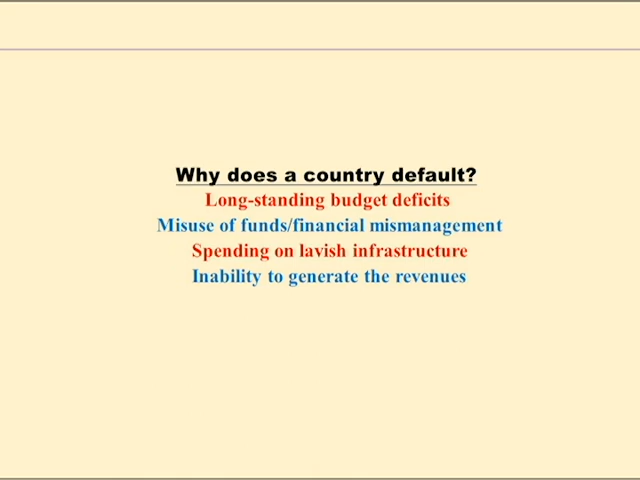 Why does a country default?
Long-standing budget deficits
Misuse of funds/financial mismanagement
Spending on lavish infrastructure
Inability to generate the revenues